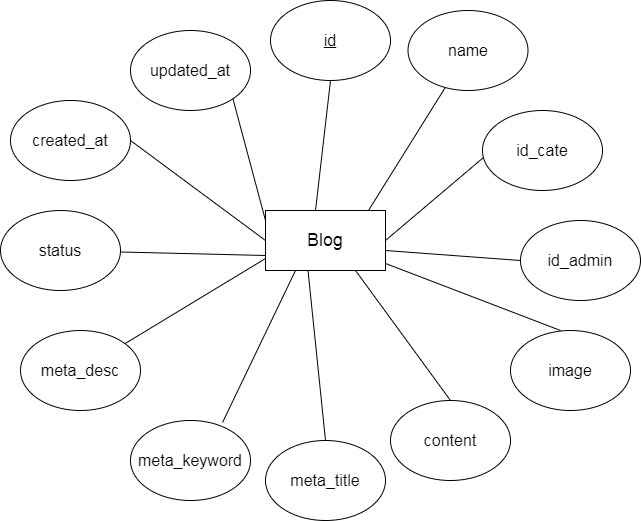 id
name
updated_at
created_at
id_cate
Blog
status
id_admin
meta_desc
image
content
meta_keyword
meta_title